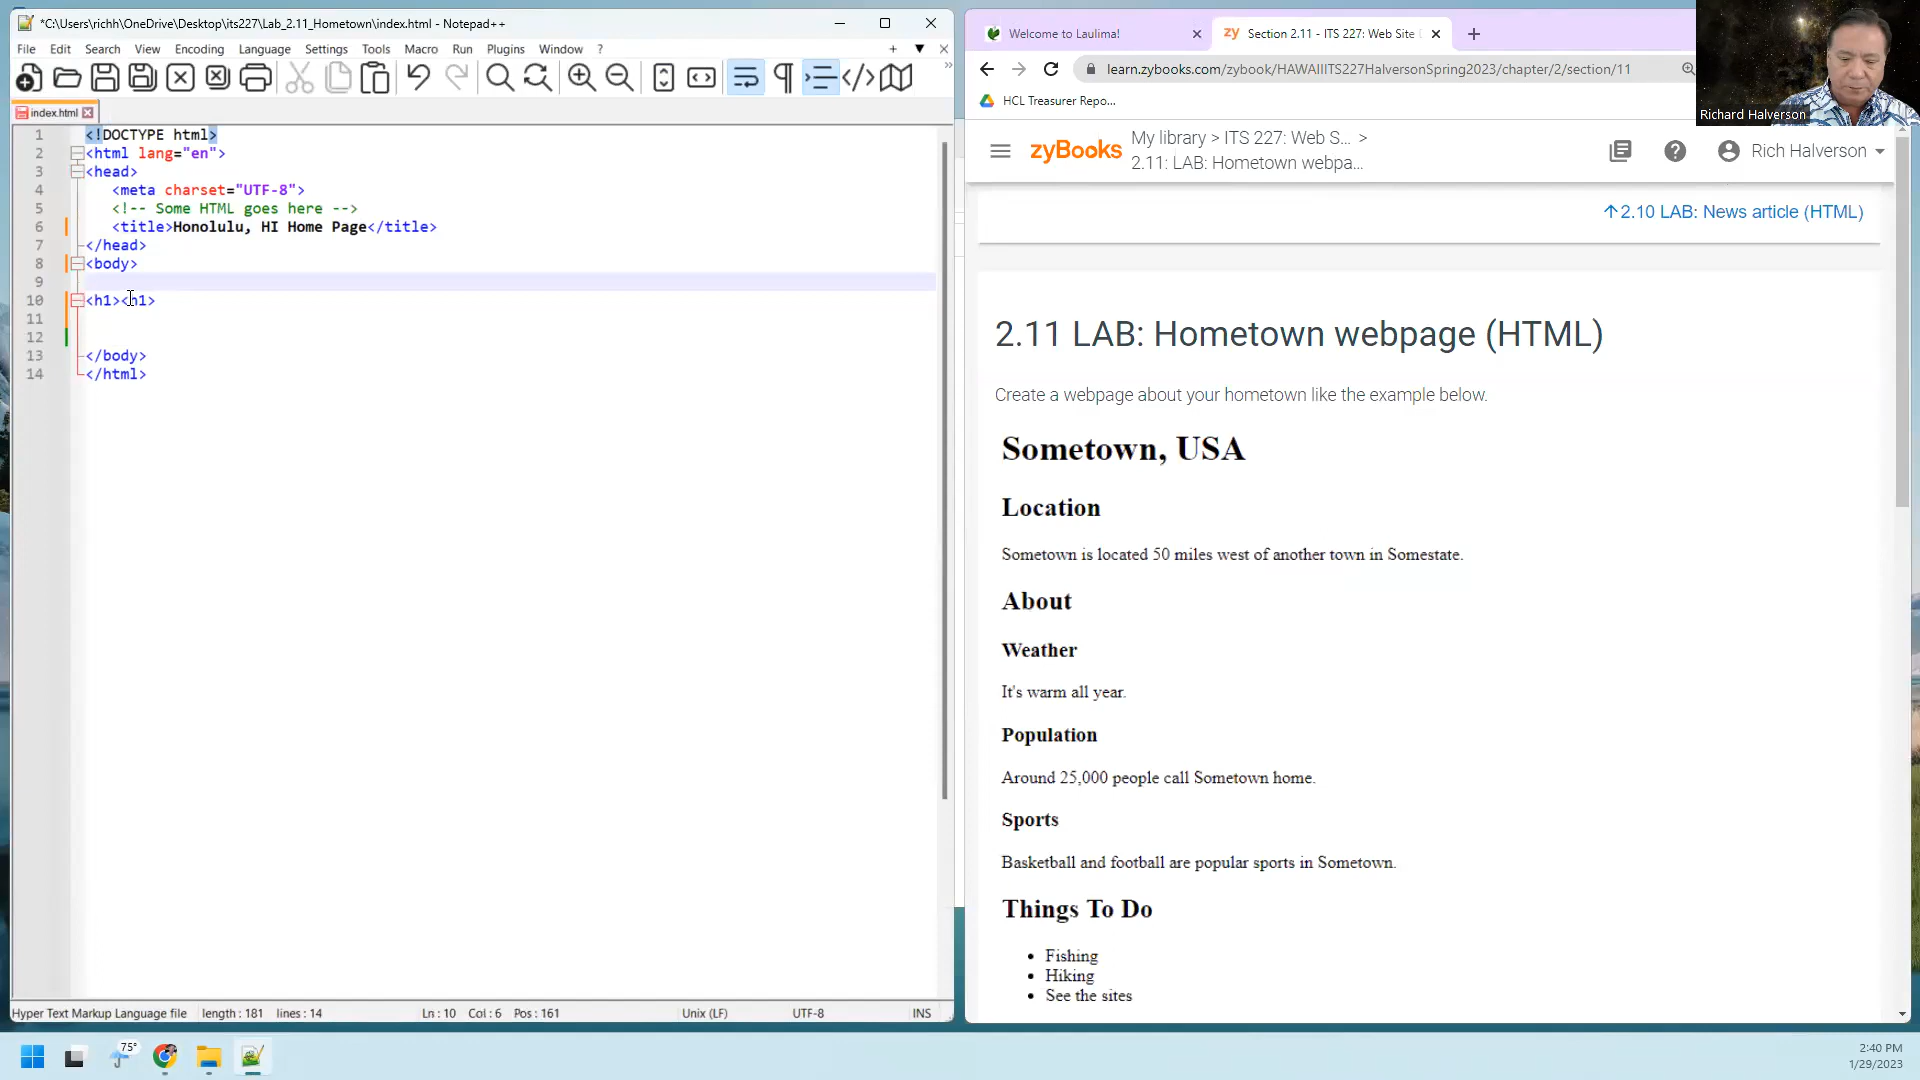 *C:\Users\richh\OneDrive\Desktop\its227\Lab_2.11_Hometown\index.html - Notepad++
File Edit Search View Encoding Language Settings Tools Macro Run Plugins Window ?
index.html
1 <!DOCTYPE html>
2 <html lang="en">
3 <head>
4 <meta charset="UTF-8">
5 <!-- Some HTML goes here -->
6 <title>Honolulu, HI Home Page</title>
7 </head>
8 <body>
9
10 <h1><h1>
11
12
13 </body>
14 </html>
Hyper Text Markup Language file length : 181 lines : 14 Ln : 10 Col : 6 Pos : 161 Unix (LF) UTF-8 INS
Welcome to Laulima!
zy Section 2.11 - ITS 227: Web Site
learn.zybooks.com/zybook/HAWAIIITS227HalversonSpring2023/chapter/2/section/11
HCL Treasurer Repo...
Richard Halverson
zyBooks
My library > ITS 227: Web S... >
2.11: LAB: Hometown webpa...
Rich Halverson
2.10 LAB: News article (HTML)
2.11 LAB: Hometown webpage (HTML)
Create a webpage about your hometown like the example below.
Sometown, USA
Location
Sometown is located 50 miles west of another town in Somestate.
About
Weather
It's warm all year.
Population
Around 25,000 people call Sometown home.
Sports
Basketball and football are popular sports in Sometown.
Things To Do
• Fishing
• Hiking
• See the sites
75°
2:40 PM
1/29/2023